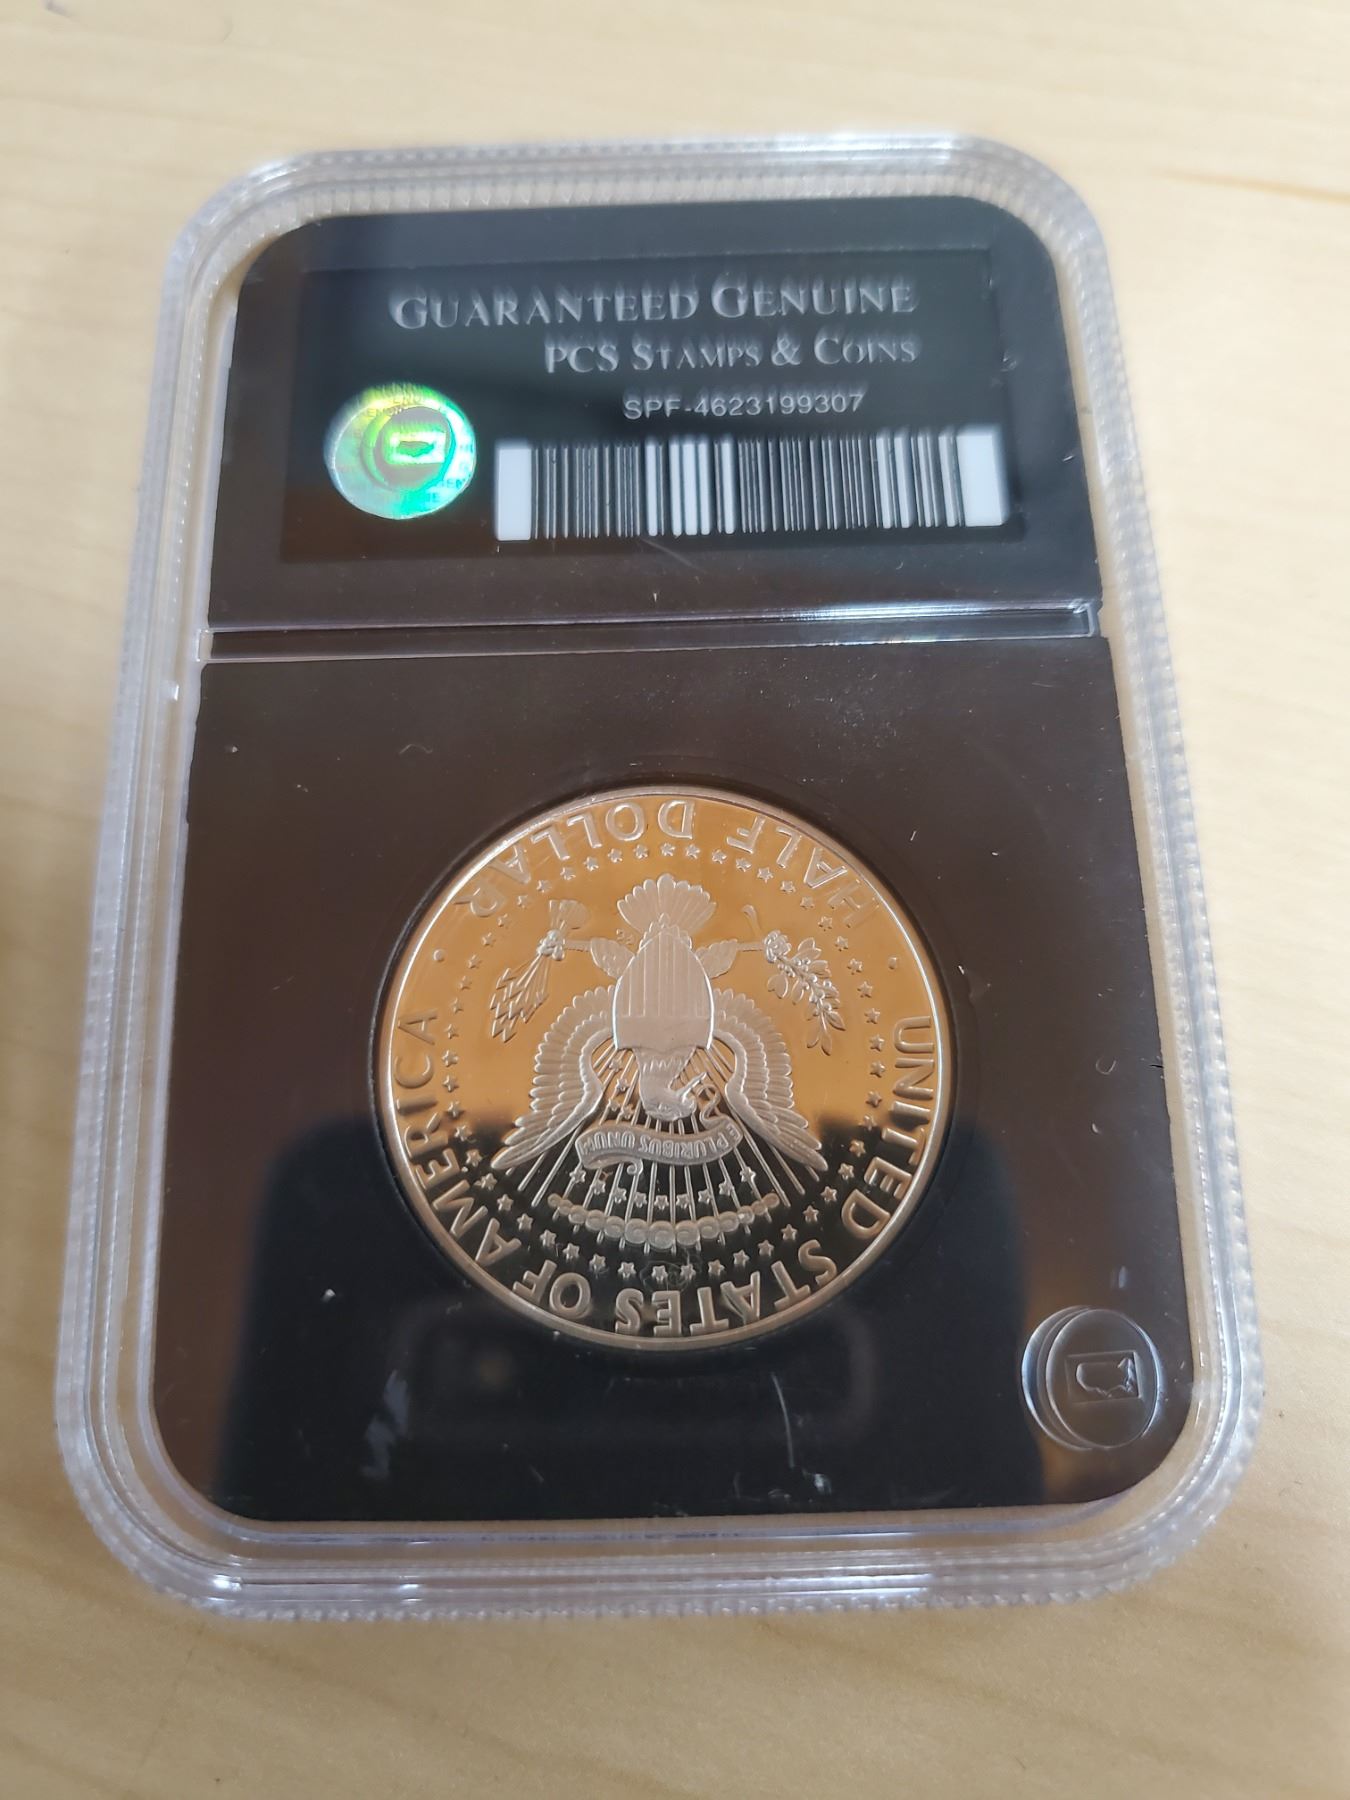 GUARANTEED GENUINE
PCS STAMPS & COINS
SPF-4623199307
UNITED STATES OF AMERICA
E PLURIBUS UNUM
HALF DOLLAR